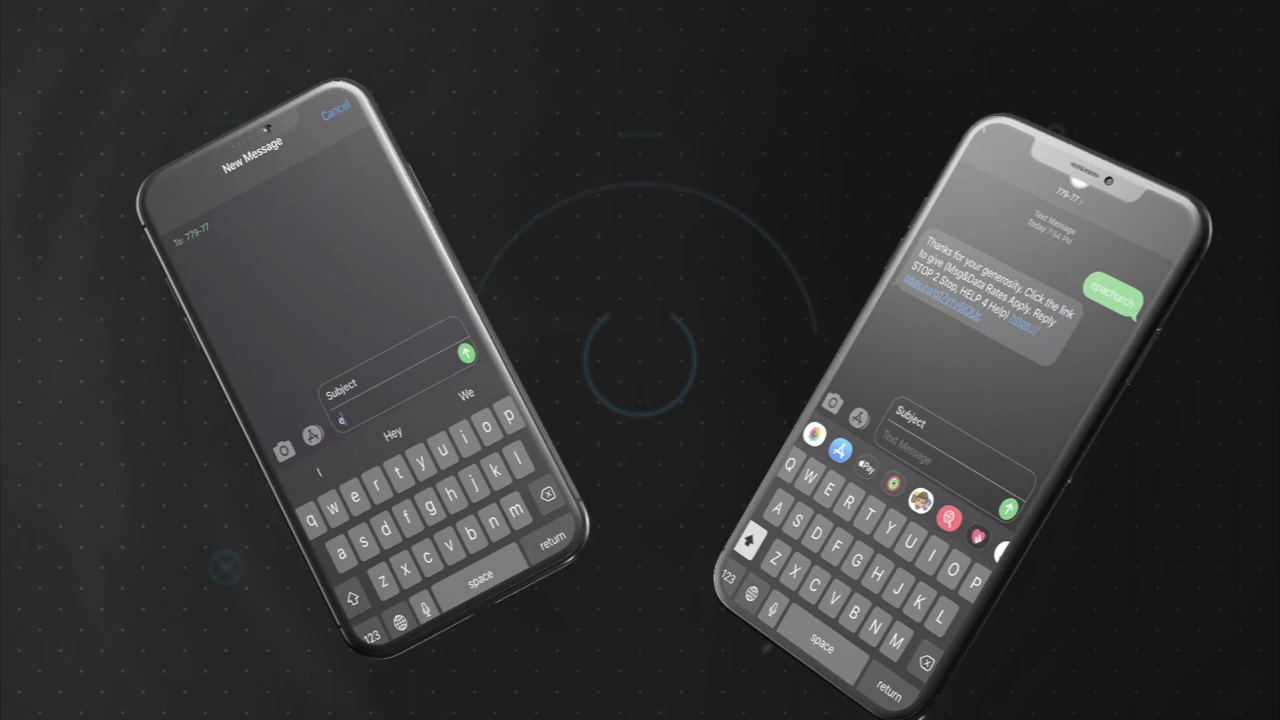 Cancel
New Message
To: 779-77
Subject
e
I
Hey
We
q w e r t y u i o p
a s d f g h j k l
z x c v b n m
123
space
return
779-77 >
Text Message
Today 7:54 PM
epachurch
Thanks for your generosity. Click the link
to give (Msg&Data Rates Apply. Reply
STOP 2 Stop, HELP 4 Help) https://
Subject
Text Message
Pay
Q W E R T Y U I O P
A S D F G H J K L
Z X C V B N M
123
space
return